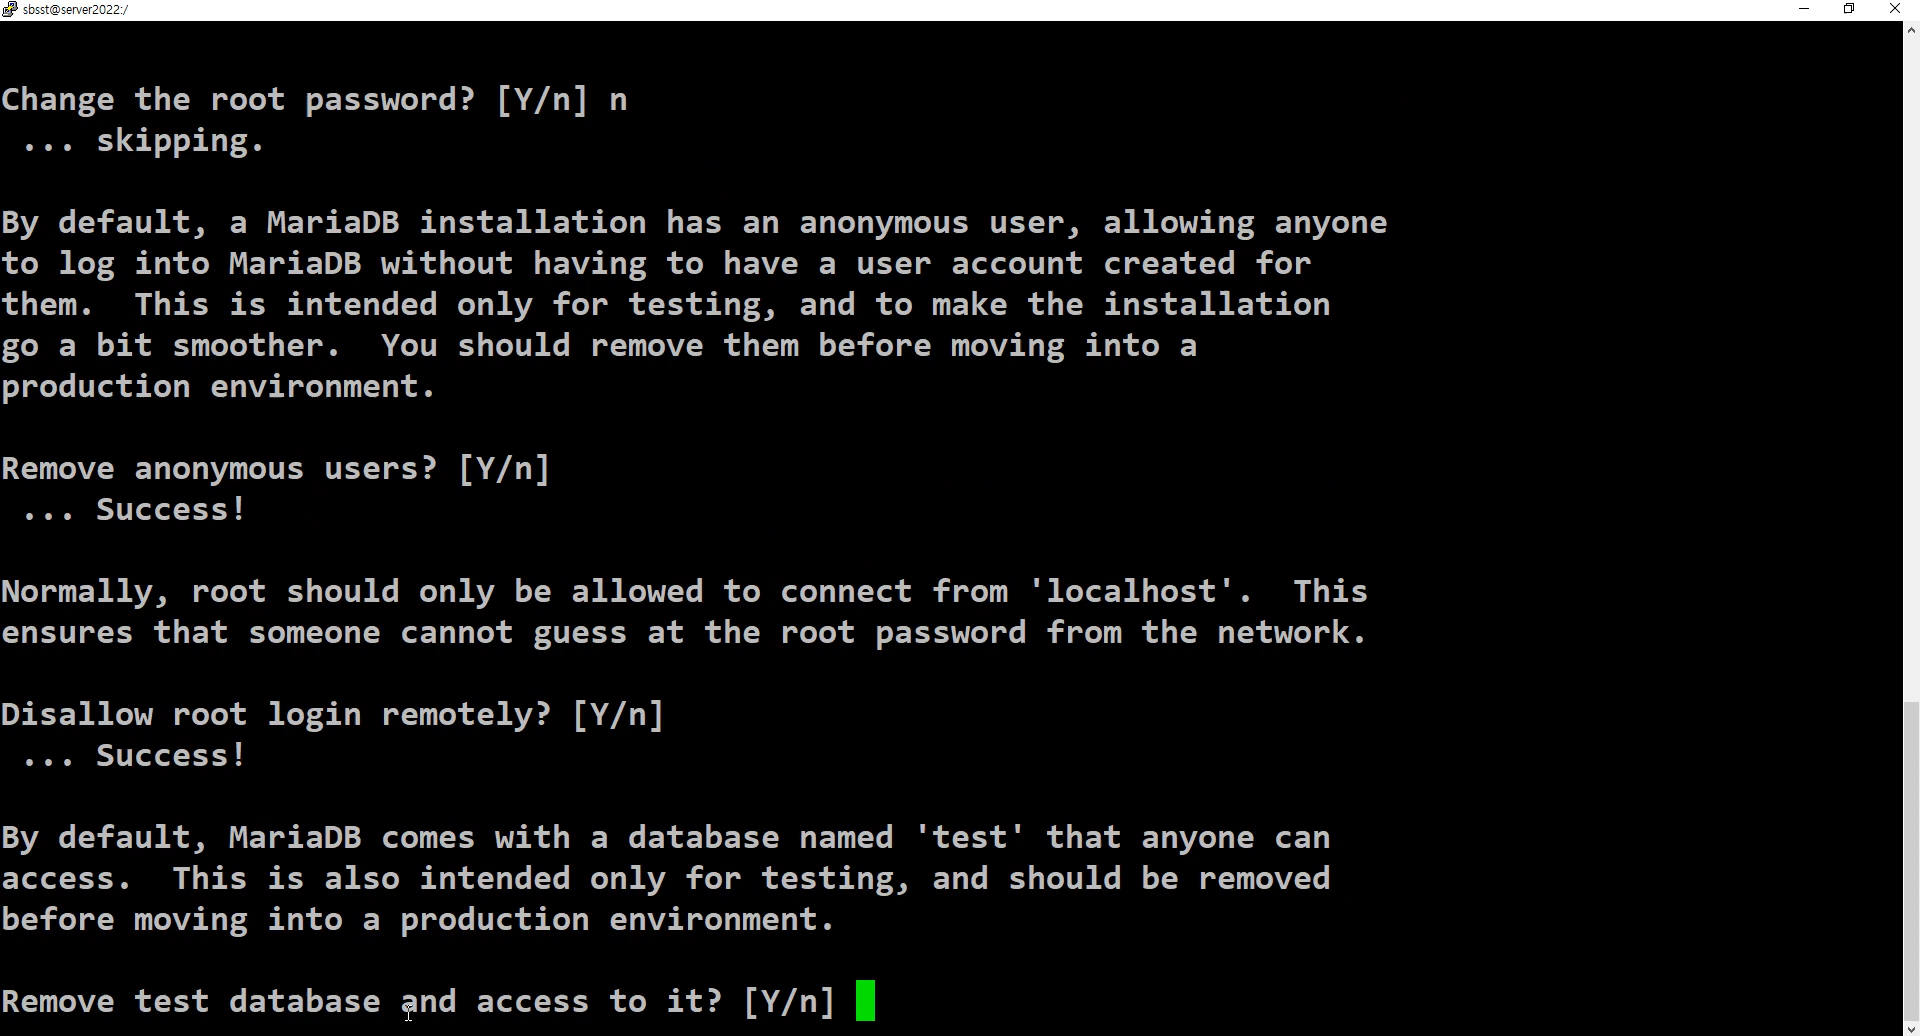 sbsst@server2022:/
Change the root password? [Y/n] n
 ... skipping.
By default, a MariaDB installation has an anonymous user, allowing anyone
to log into MariaDB without having to have a user account created for
them.  This is intended only for testing, and to make the installation
go a bit smoother.  You should remove them before moving into a
production environment.
Remove anonymous users? [Y/n]
 ... Success!
Normally, root should only be allowed to connect from 'localhost'.  This
ensures that someone cannot guess at the root password from the network.
Disallow root login remotely? [Y/n]
 ... Success!
By default, MariaDB comes with a database named 'test' that anyone can
access.  This is also intended only for testing, and should be removed
before moving into a production environment.
Remove test database and access to it? [Y/n]